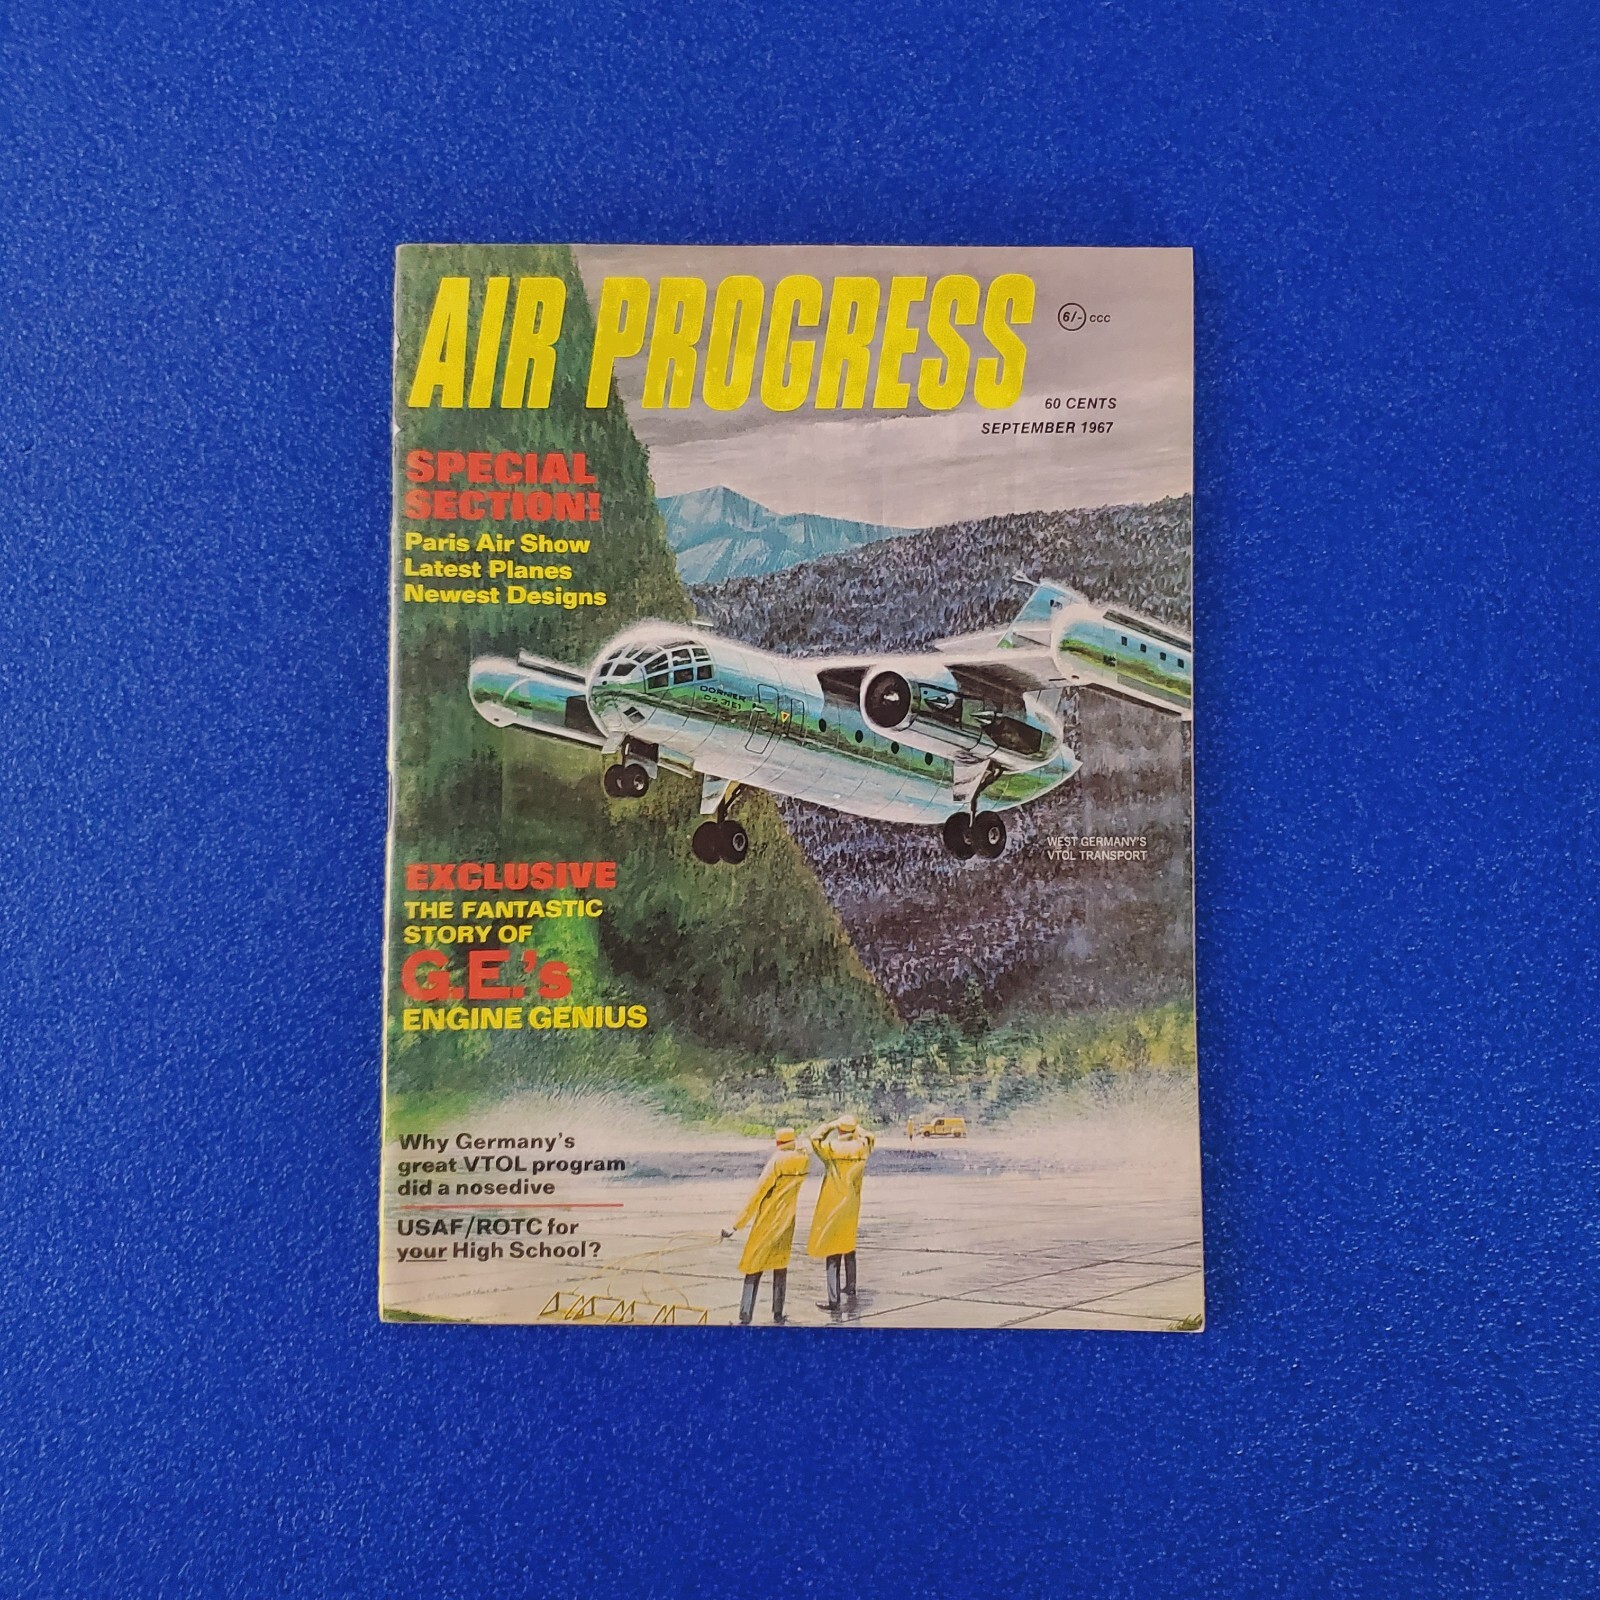 AIR PROGRESS
6/- CCC
60 CENTS
SEPTEMBER 1967
SPECIAL
SECTION!
Paris Air Show
Latest Planes
Newest Designs
DORNIER
WEST GERMANY'S
VTOL TRANSPORT
EXCLUSIVE
THE FANTASTIC
STORY OF
G.E.'s
ENGINE GENIUS
Why Germany's
great VTOL program
did a nosedive
USAF/ROTC for
your High School?